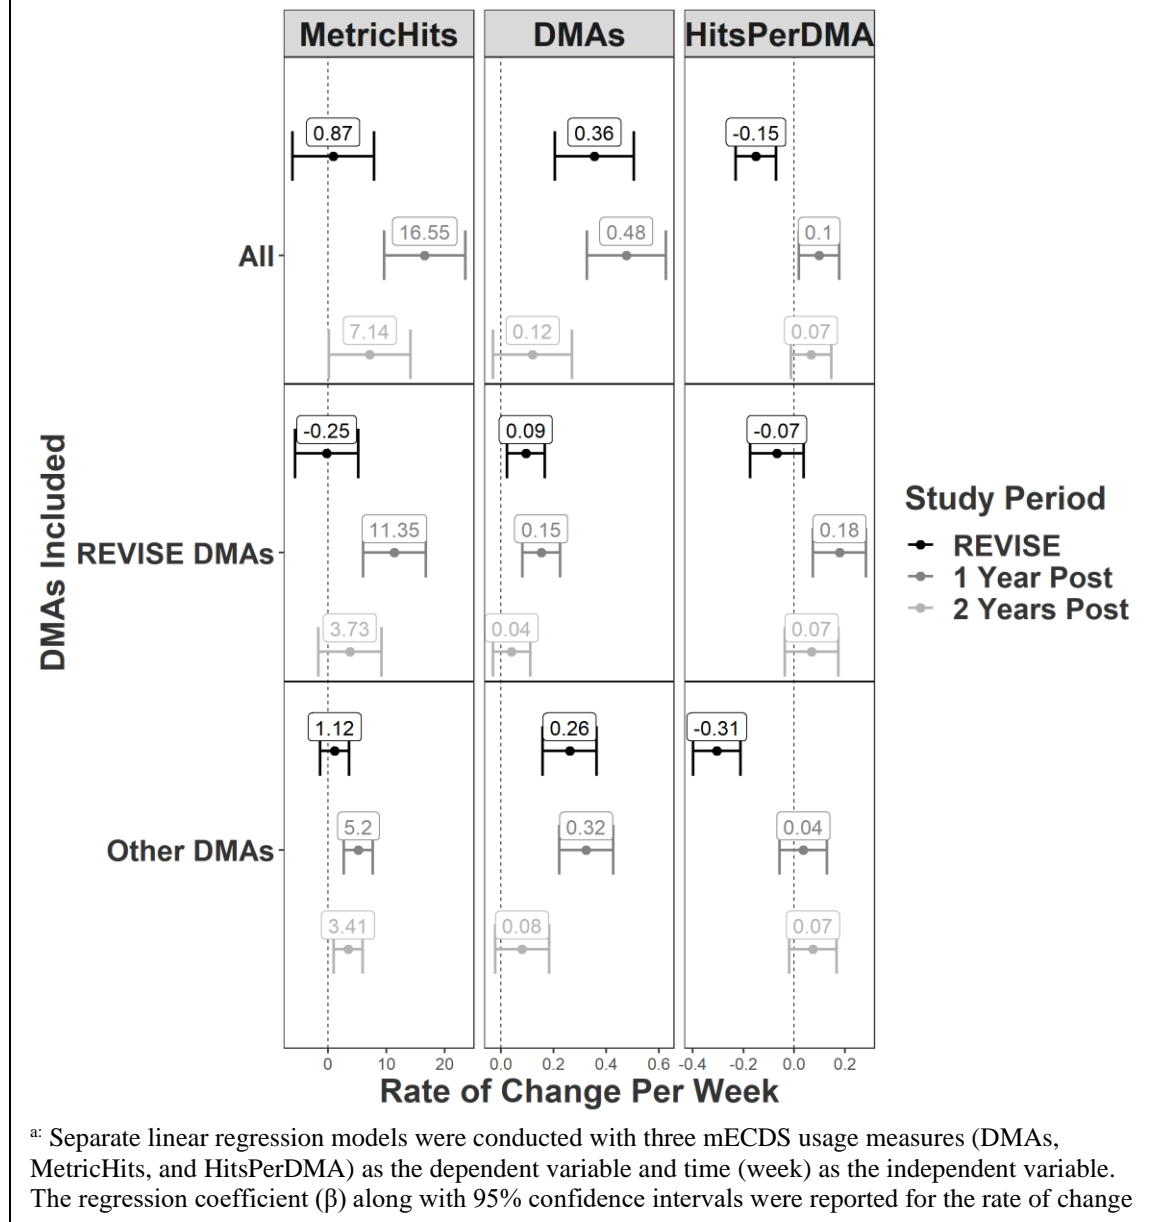 MetricHits DMAs HitsPerDMA
0.87 0.36 -0.15
16.55 0.48 0.1
All
7.14 0.12 0.07
-0.25 0.09 -0.07
11.35 0.15 0.18
REVISE DMAs
3.73 0.04 0.07
1.12 0.26 -0.31
5.2 0.32 0.04
Other DMAs
3.41 0.08 0.07
DMAs Included
0 10 20 0.0 0.2 0.4 0.6 -0.4 -0.2 0.0 0.2
Rate of Change Per Week
Study Period
REVISE
1 Year Post
2 Years Post
a: Separate linear regression models were conducted with three mECDS usage measures (DMAs,
MetricHits, and HitsPerDMA) as the dependent variable and time (week) as the independent variable.
The regression coefficient (β) along with 95% confidence intervals were reported for the rate of change